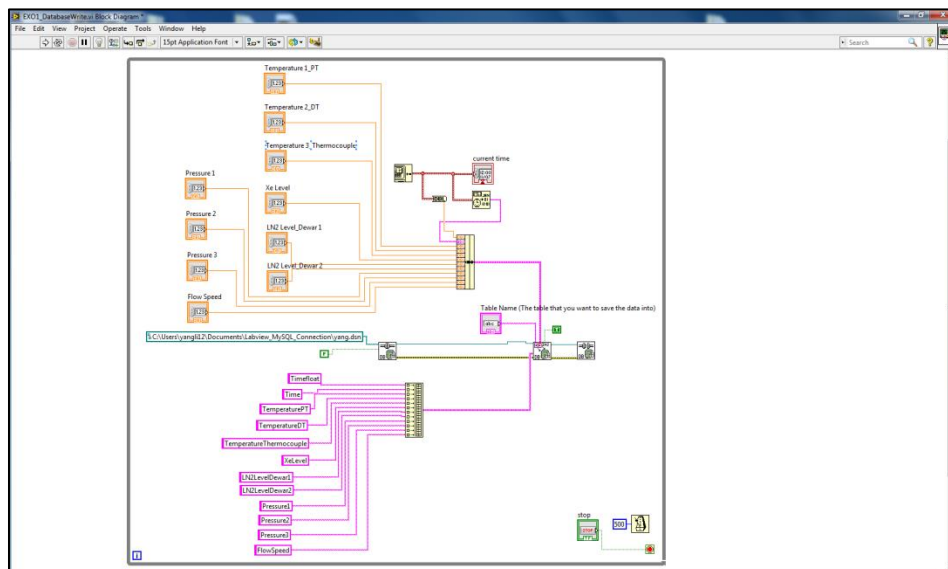 EXO1_DatabaseWrite.vi Block Diagram *
File Edit View Project Operate Tools Window Help
15pt Application Font
Search
Temperature 1_PT
Temperature 2_DT
Temperature 3_Thermocouple
current time
Pressure 1
Xe Level
Pressure 2
LN2 Level_Dewar 1
Pressure 3
LN2 Level_Dewar 2
Flow Speed
Table Name (The table that you want to save the data into)
abc
C:\Users\yangli12\Documents\Labview_MySQL_Connection\yang.dsn
F
Timefloat
Time
TemperaturePT
TemperatureDT
TemperatureThermocouple
XeLevel
LN2LevelDewar1
LN2LevelDewar2
Pressure1
Pressure2
Pressure3
FlowSpeed
stop
500
i